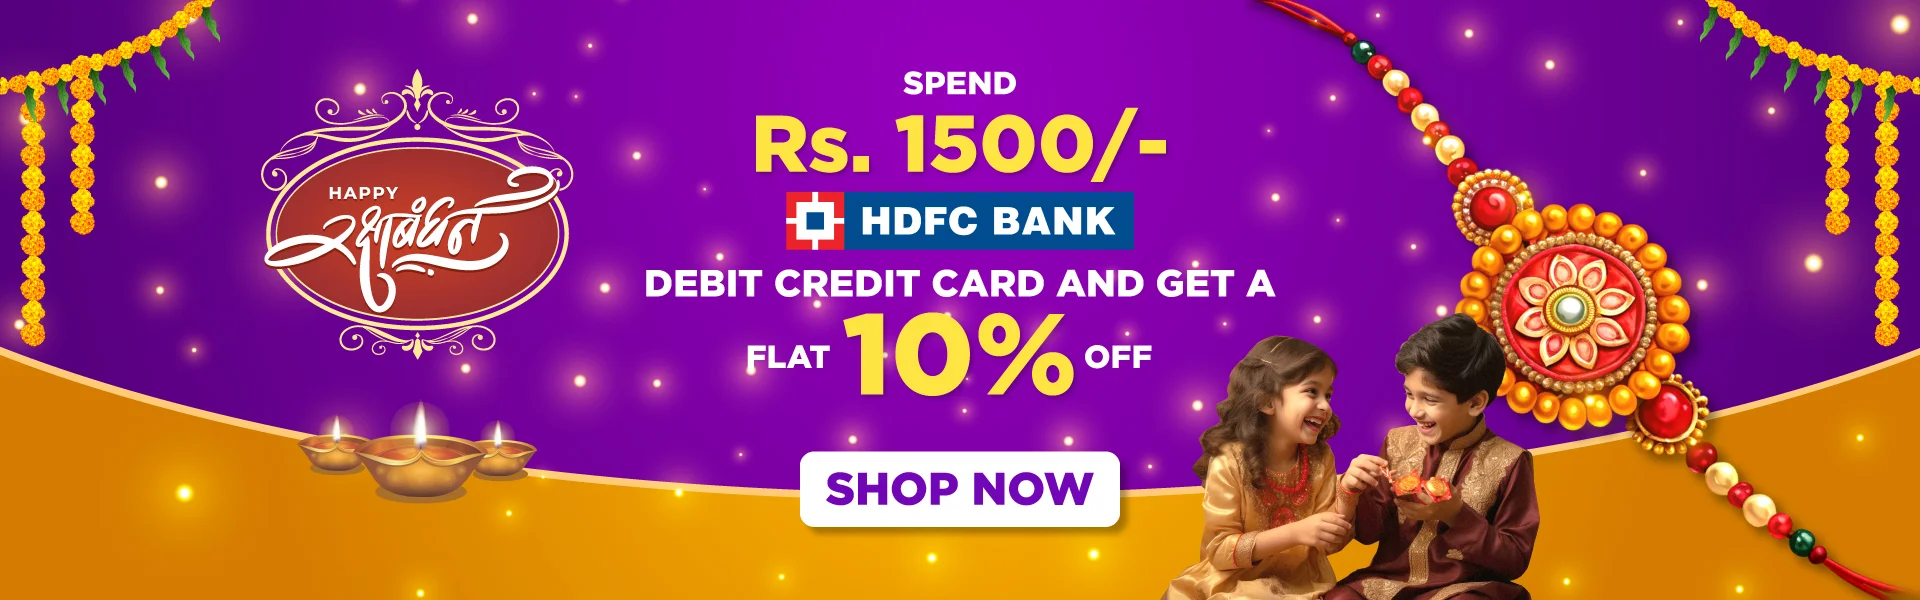 HAPPY
रक्षाबंधन
SPEND
Rs. 1500/-
HDFC BANK
DEBIT CREDIT CARD AND GET A
FLAT 10% OFF
SHOP NOW